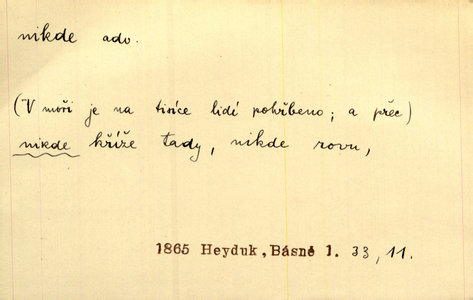 nikde adv.
(V moři je na tisíce lidí pohřbeno; a přec)
nikde kříže tady, nikde rovu,
1865 Heyduk, Básně 1. 33, 11.